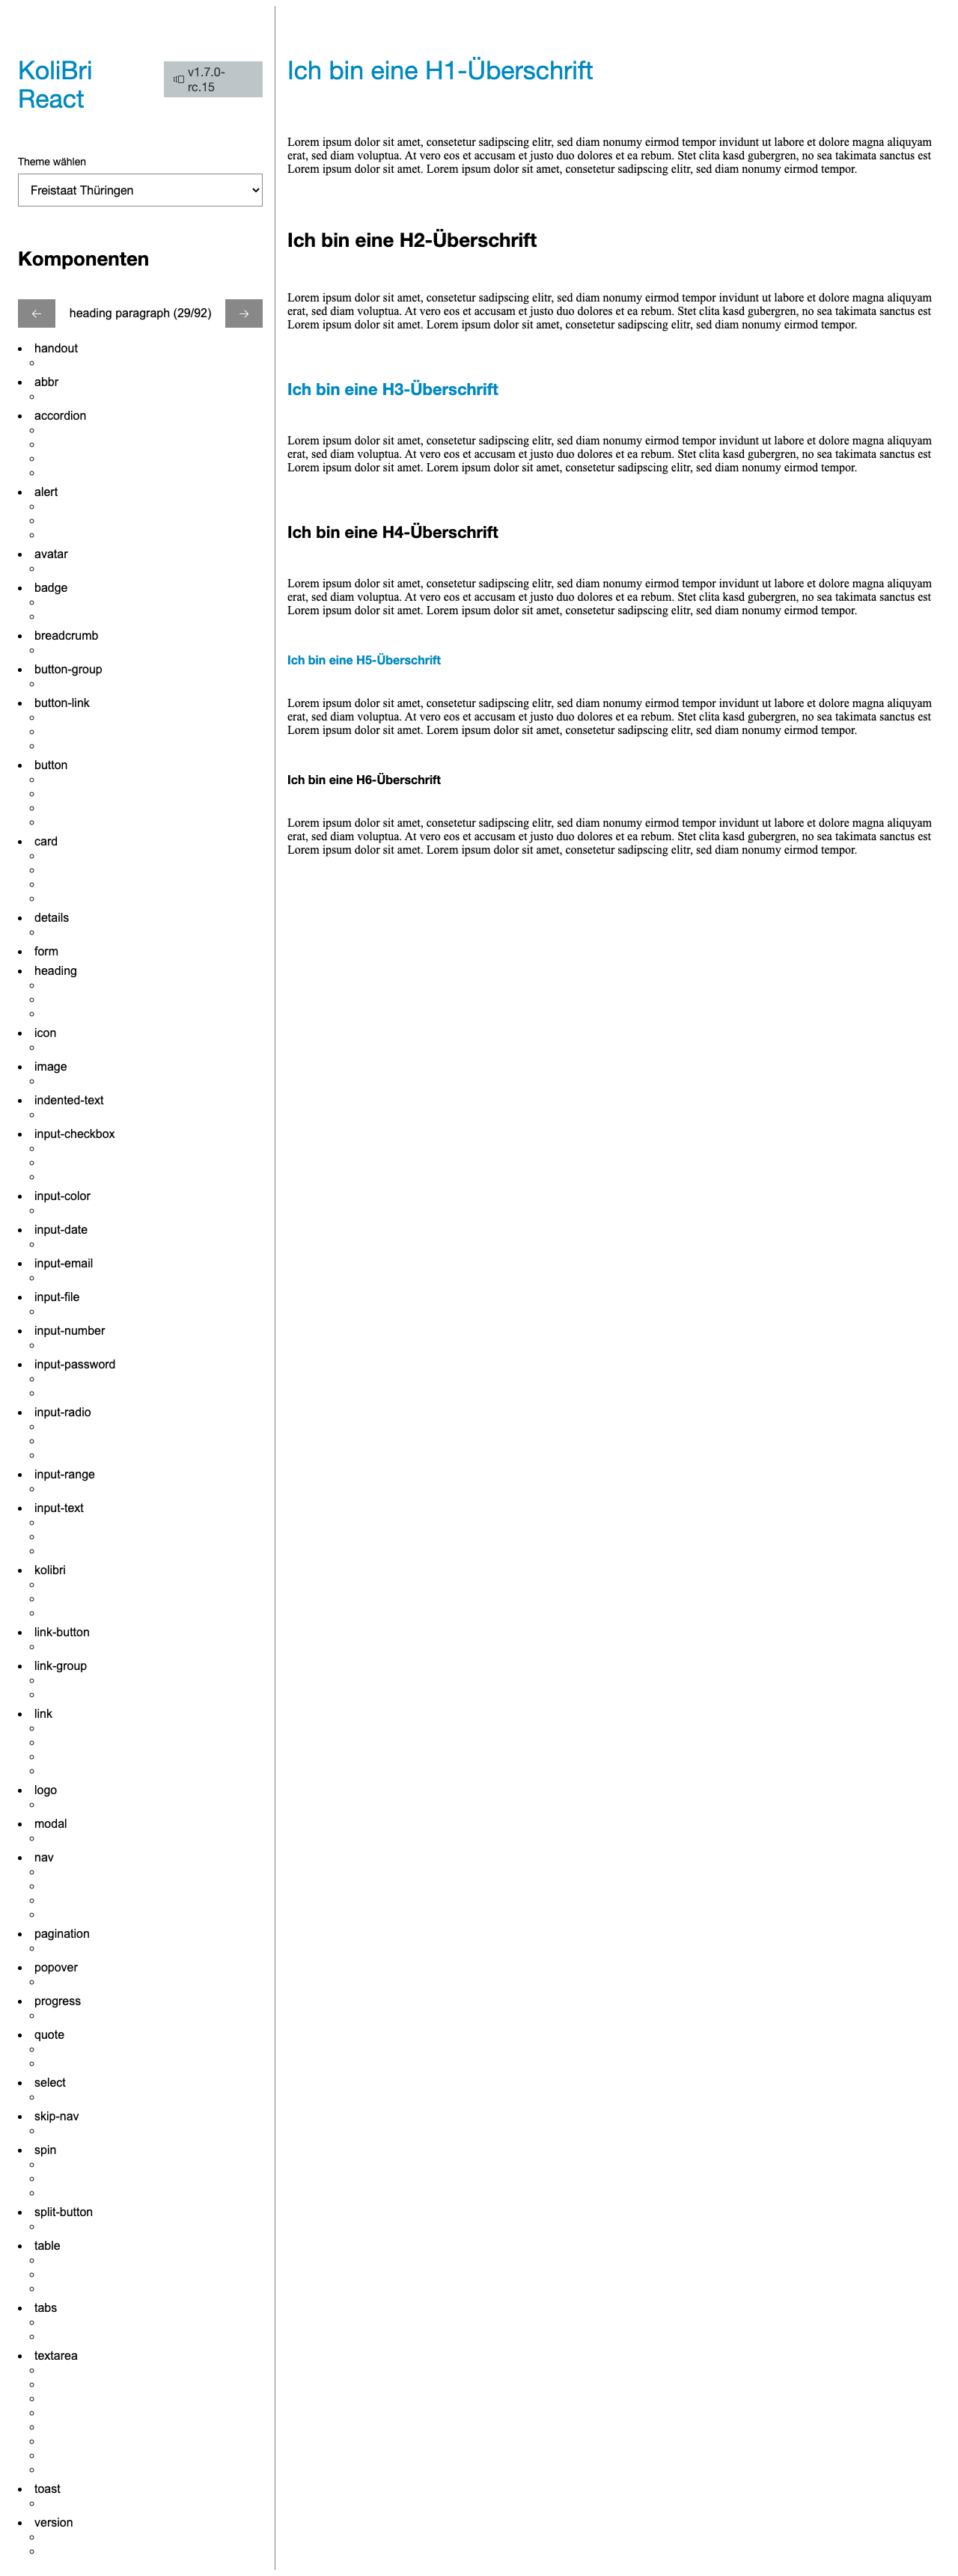 KoliBri
React
v1.7.0-
rc.15
Theme wählen
Freistaat Thüringen
Komponenten
heading paragraph (29/92)
handout
abbr
accordion
alert
avatar
badge
breadcrumb
button-group
button-link
button
card
details
form
heading
icon
image
indented-text
input-checkbox
input-color
input-date
input-email
input-file
input-number
input-password
input-radio
input-range
input-text
kolibri
link-button
link-group
link
logo
modal
nav
pagination
popover
progress
quote
select
skip-nav
spin
split-button
table
tabs
textarea
toast
version
Ich bin eine H1-Überschrift
Lorem ipsum dolor sit amet, consetetur sadipscing elitr, sed diam nonumy eirmod tempor invidunt ut labore et dolore magna aliquyam
erat, sed diam voluptua. At vero eos et accusam et justo duo dolores et ea rebum. Stet clita kasd gubergren, no sea takimata sanctus est
Lorem ipsum dolor sit amet. Lorem ipsum dolor sit amet, consetetur sadipscing elitr, sed diam nonumy eirmod tempor.
Ich bin eine H2-Überschrift
Lorem ipsum dolor sit amet, consetetur sadipscing elitr, sed diam nonumy eirmod tempor invidunt ut labore et dolore magna aliquyam
erat, sed diam voluptua. At vero eos et accusam et justo duo dolores et ea rebum. Stet clita kasd gubergren, no sea takimata sanctus est
Lorem ipsum dolor sit amet. Lorem ipsum dolor sit amet, consetetur sadipscing elitr, sed diam nonumy eirmod tempor.
Ich bin eine H3-Überschrift
Lorem ipsum dolor sit amet, consetetur sadipscing elitr, sed diam nonumy eirmod tempor invidunt ut labore et dolore magna aliquyam
erat, sed diam voluptua. At vero eos et accusam et justo duo dolores et ea rebum. Stet clita kasd gubergren, no sea takimata sanctus est
Lorem ipsum dolor sit amet. Lorem ipsum dolor sit amet, consetetur sadipscing elitr, sed diam nonumy eirmod tempor.
Ich bin eine H4-Überschrift
Lorem ipsum dolor sit amet, consetetur sadipscing elitr, sed diam nonumy eirmod tempor invidunt ut labore et dolore magna aliquyam
erat, sed diam voluptua. At vero eos et accusam et justo duo dolores et ea rebum. Stet clita kasd gubergren, no sea takimata sanctus est
Lorem ipsum dolor sit amet. Lorem ipsum dolor sit amet, consetetur sadipscing elitr, sed diam nonumy eirmod tempor.
Ich bin eine H5-Überschrift
Lorem ipsum dolor sit amet, consetetur sadipscing elitr, sed diam nonumy eirmod tempor invidunt ut labore et dolore magna aliquyam
erat, sed diam voluptua. At vero eos et accusam et justo duo dolores et ea rebum. Stet clita kasd gubergren, no sea takimata sanctus est
Lorem ipsum dolor sit amet. Lorem ipsum dolor sit amet, consetetur sadipscing elitr, sed diam nonumy eirmod tempor.
Ich bin eine H6-Überschrift
Lorem ipsum dolor sit amet, consetetur sadipscing elitr, sed diam nonumy eirmod tempor invidunt ut labore et dolore magna aliquyam
erat, sed diam voluptua. At vero eos et accusam et justo duo dolores et ea rebum. Stet clita kasd gubergren, no sea takimata sanctus est
Lorem ipsum dolor sit amet. Lorem ipsum dolor sit amet, consetetur sadipscing elitr, sed diam nonumy eirmod tempor.